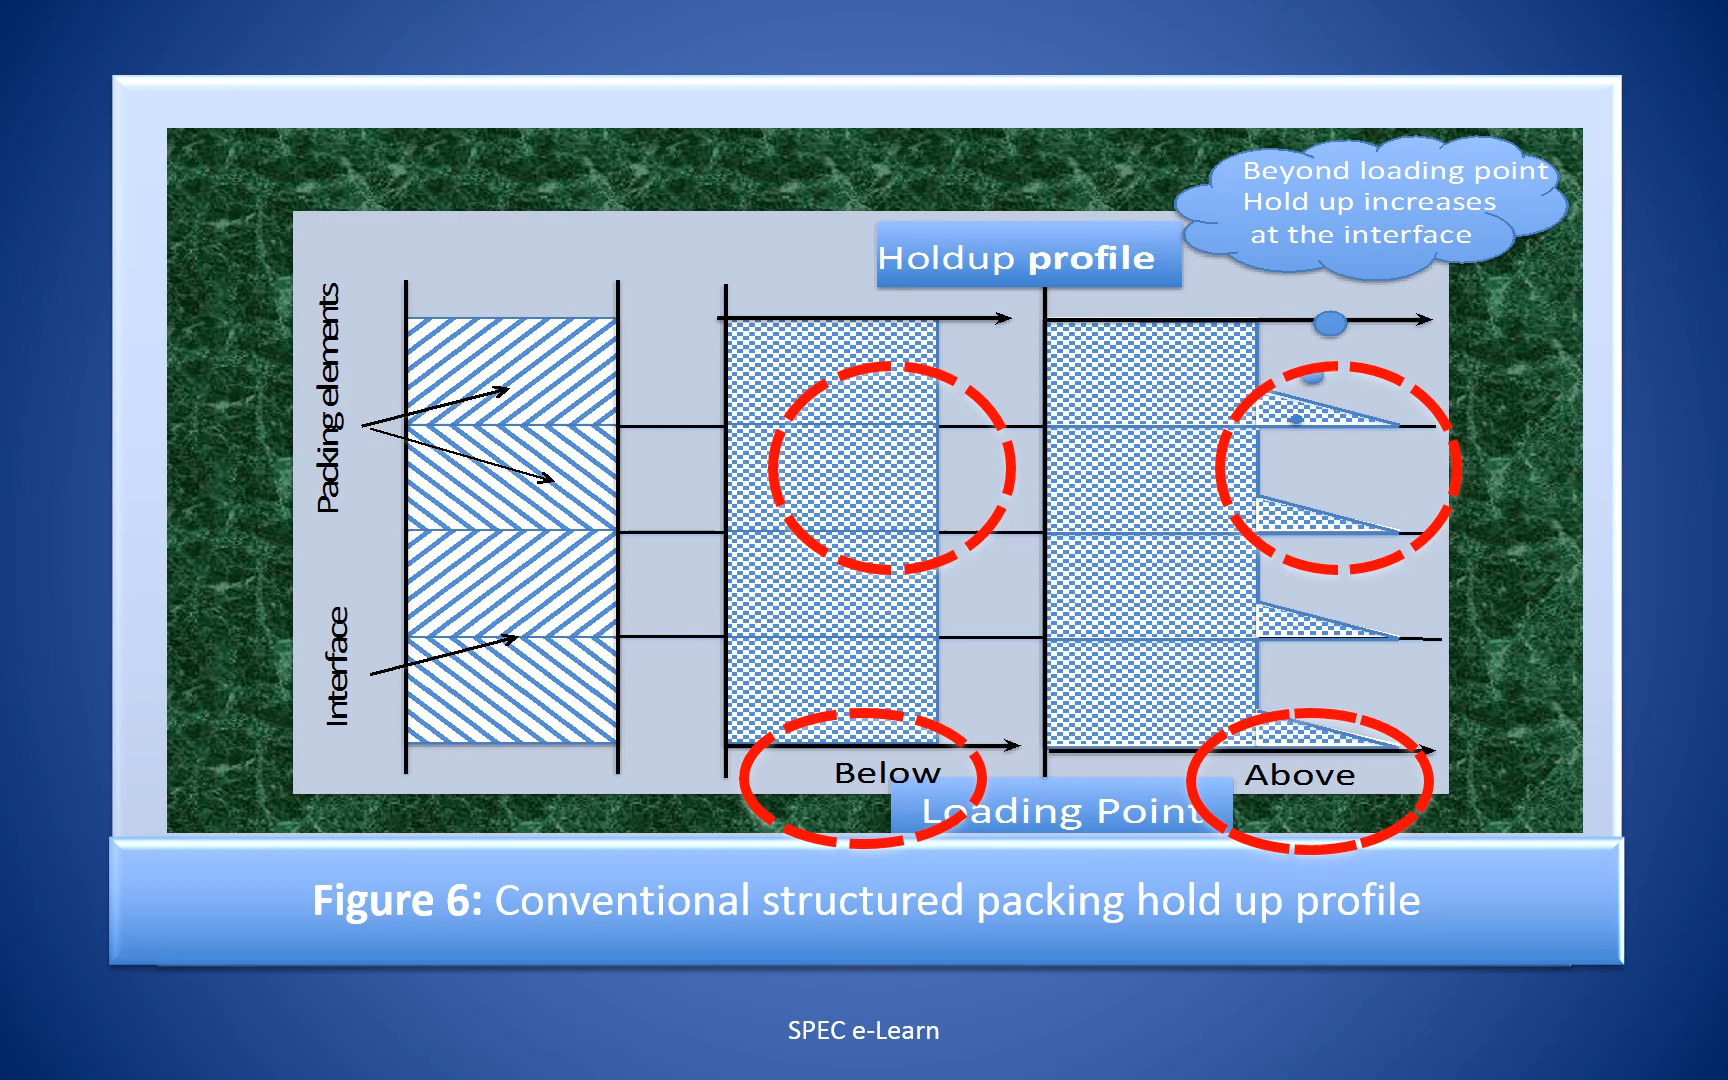 Beyond loading point
Hold up increases
at the interface
Holdup profile
Packing elements
Interface
Below
Above
Loading Point
Figure 6: Conventional structured packing hold up profile
SPEC e-Learn